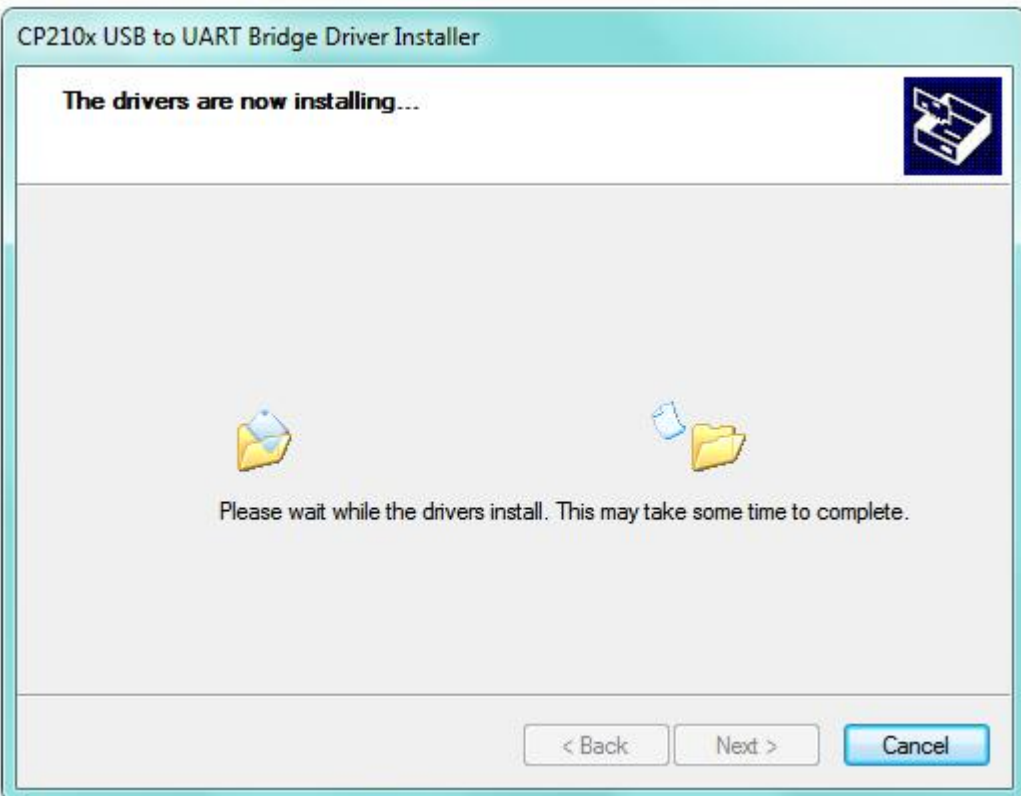 CP210x USB to UART Bridge Driver Installer
The drivers are now installing...
Please wait while the drivers install. This may take some time to complete.
< Back
Next >
Cancel